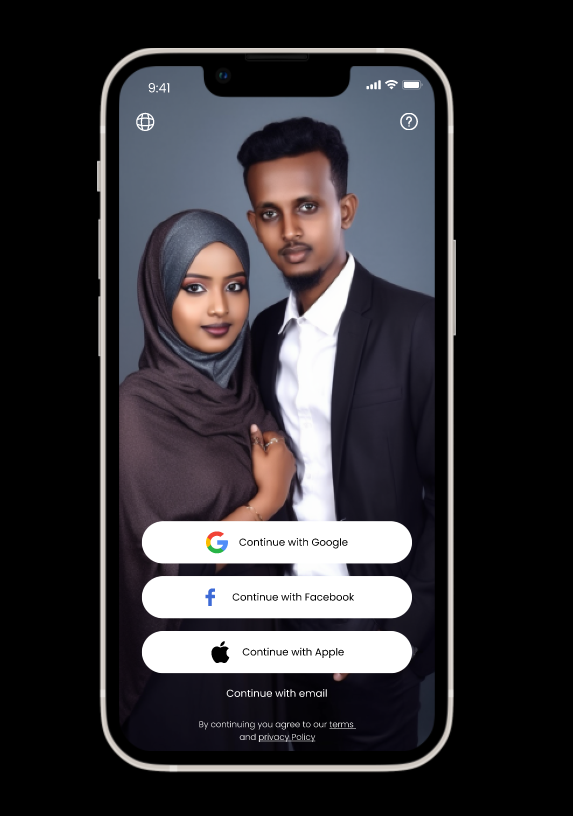 9:41
Continue with Google
Continue with Facebook
Continue with Apple
Continue with email
By continuing you agree to our terms
and privacy Policy